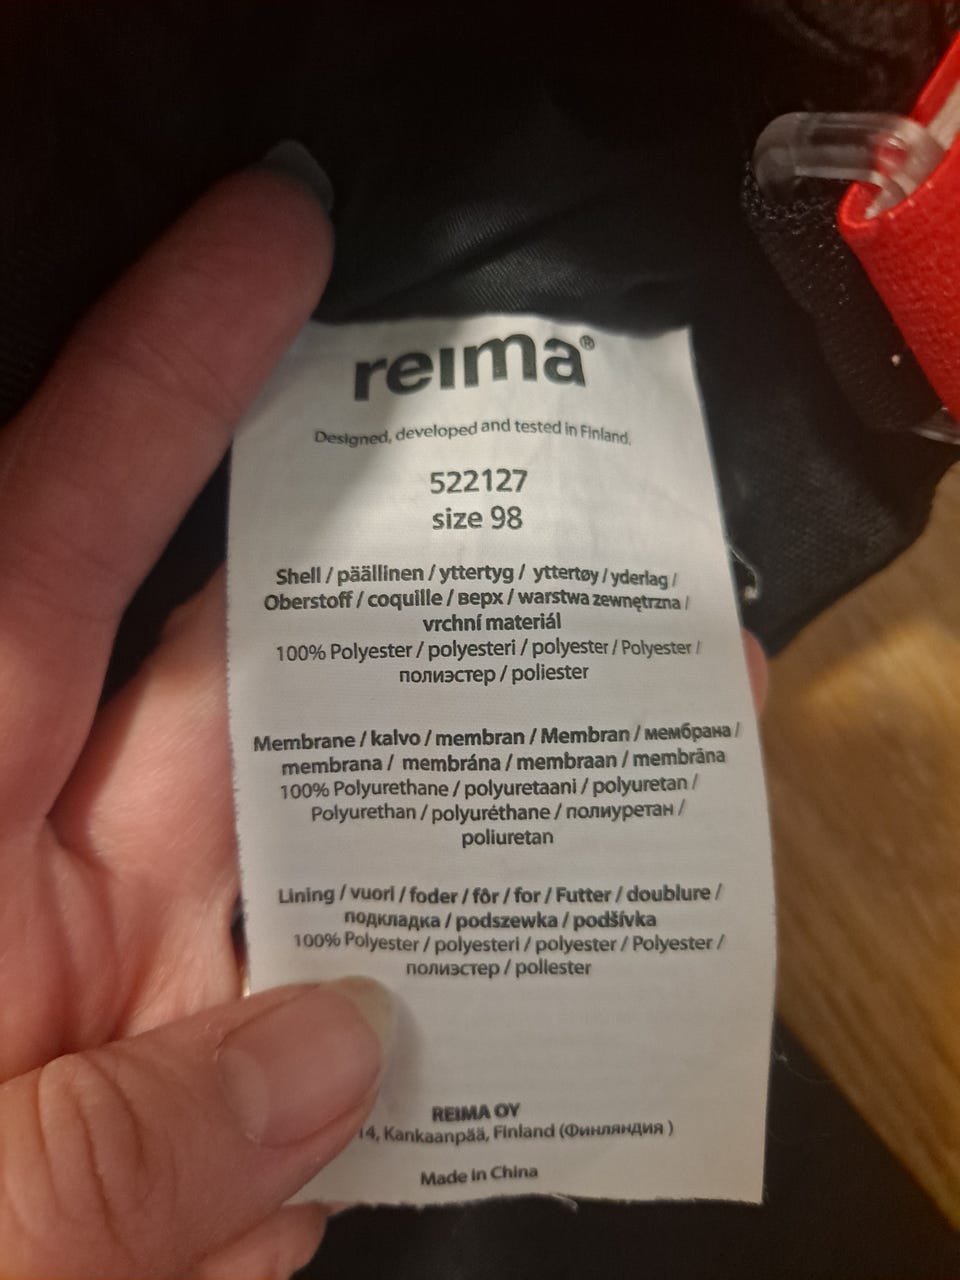 reima®
Designed, developed and tested in Finland.
522127
size 98
Shell / päällinen / yttertyg / yttertøy / yderlag /
Oberstoff / coquille / верх / warstwa zewnętrzna /
vrchní materiál
100% Polyester / polyesteri / polyester / Polyester /
полиэстер / poliester
Membrane / kalvo / membran / Membran / мембрана /
membrana / membrána / membraan / membrāna
100% Polyurethane / polyuretaani / polyuretan /
Polyurethan / polyuréthane / полиуретан /
poliuretan
Lining / vuori / foder / fôr / for / Futter / doublure /
подкладка / podszewka / podšívka
100% Polyester / polyesteri / polyester / Polyester /
полиэстер / poliester
REIMA OY
14, Kankaanpää, Finland (Финляндия )
Made in China